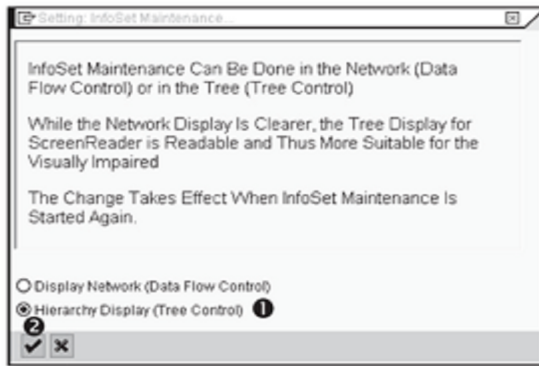 Setting: InfoSet Maintenance...
InfoSet Maintenance Can Be Done in the Network (Data
Flow Control) or in the Tree (Tree Control)
While the Network Display Is Clearer, the Tree Display for
ScreenReader is Readable and Thus More Suitable for the
Visually Impaired
The Change Takes Effect When InfoSet Maintenance Is
Started Again.
Display Network (Data Flow Control)
Hierarchy Display (Tree Control) ❶
❷